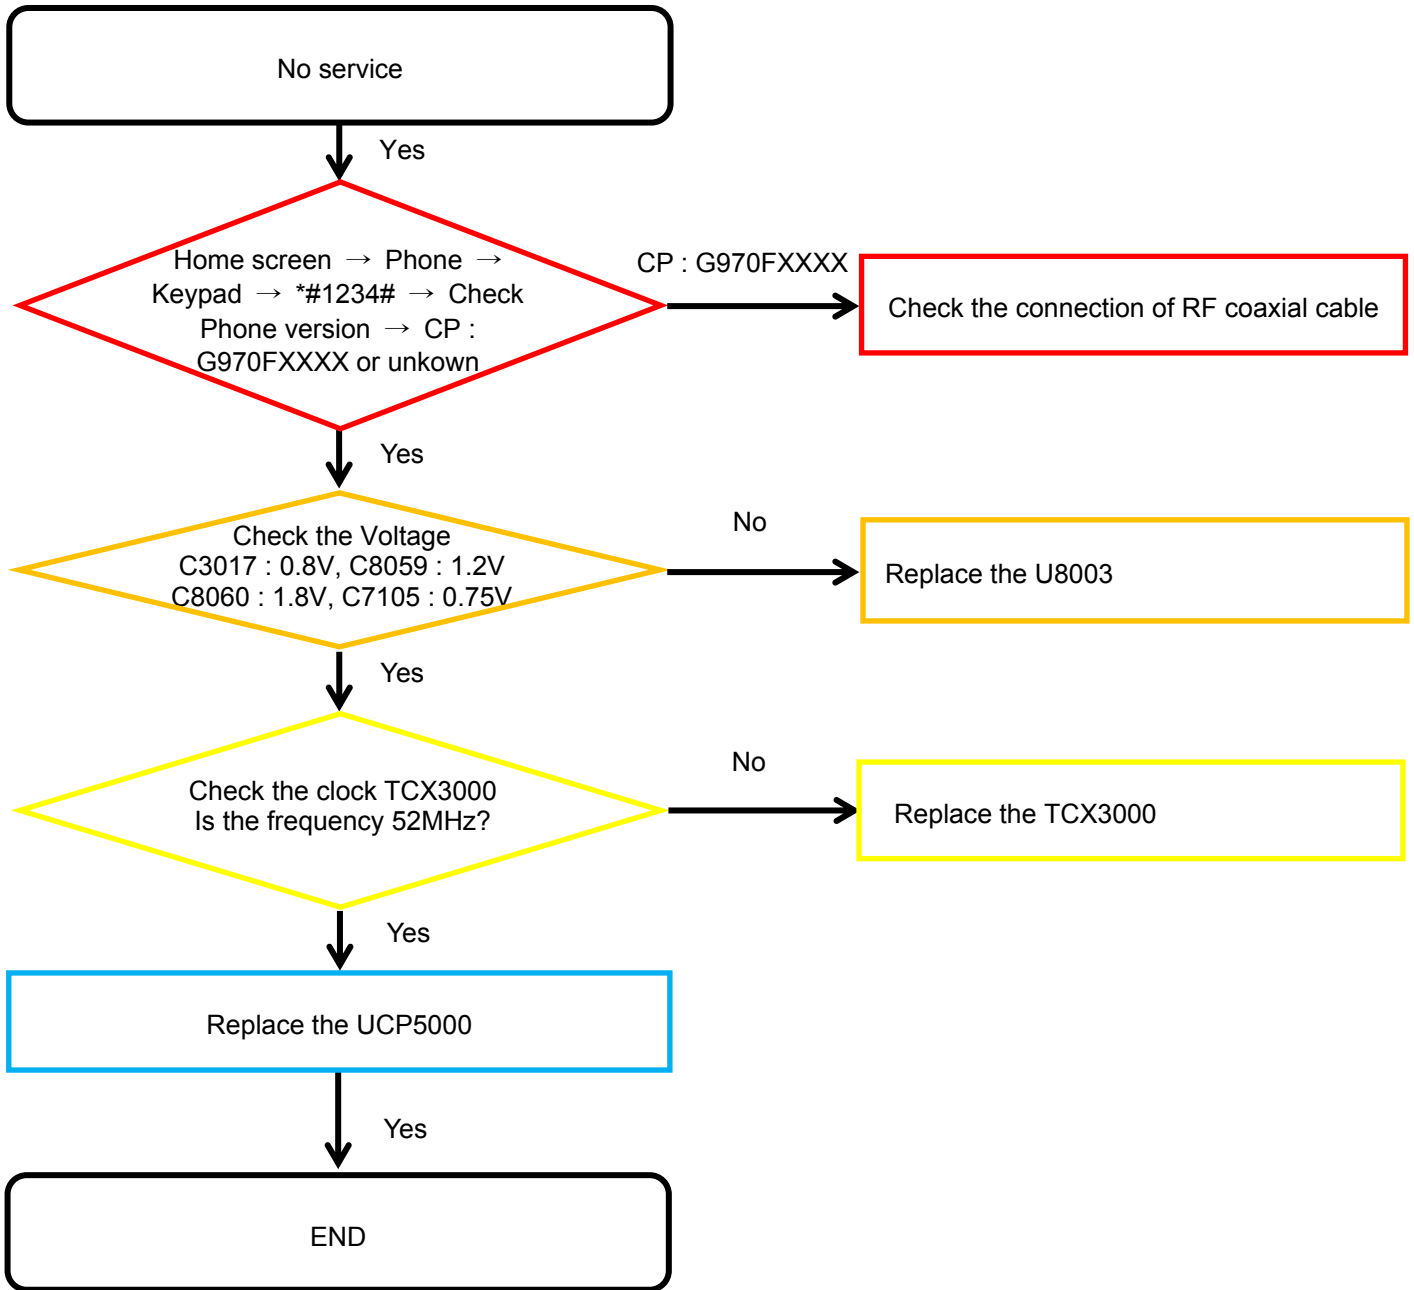 No service
Yes
Home screen → Phone →
Keypad → *#1234# → Check
Phone version → CP :
G970FXXXX or unkown
CP : G970FXXXX
Check the connection of RF coaxial cable
Yes
Check the Voltage
C3017 : 0.8V, C8059 : 1.2V
C8060 : 1.8V, C7105 : 0.75V
No
Replace the U8003
Yes
Check the clock TCX3000
Is the frequency 52MHz?
No
Replace the TCX3000
Yes
Replace the UCP5000
Yes
END